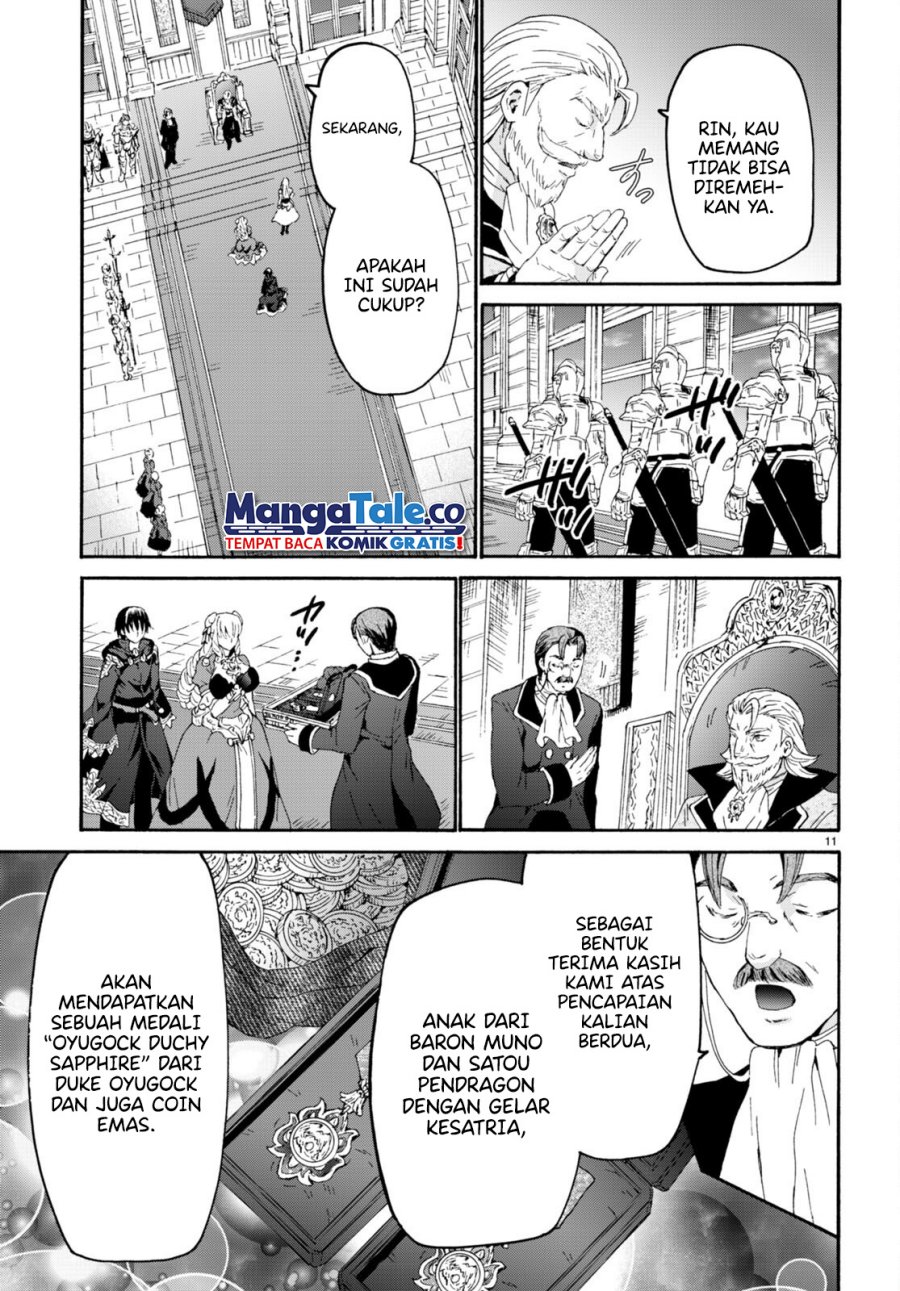 RIN, KAU
MEMANG
TIDAK BISA
DIREMEH-
KAN YA.
オっ
SEKARANG,
APAKAH
INI SUDAH
CUKUP?
MangaTale.co
TEMPAT BACA KOMIK GRATIS!
11
SEBAGAI
BENTUK
TERIMA KASIH
KAMI ATAS
PENCAPAIAN
KALIAN
BERDUA,
ANAK DARI
BARON MUNO
DAN SATOU
PENDRAGON
DENGAN GELAR
KESATRIA,
AKAN
MENDAPATKAN
SEBUAH MEDALI
“OYUGOCK DUCHY
SAPPHIRE” DARI
DUKE OYUGOCK
DAN JUGA COIN
EMAS.